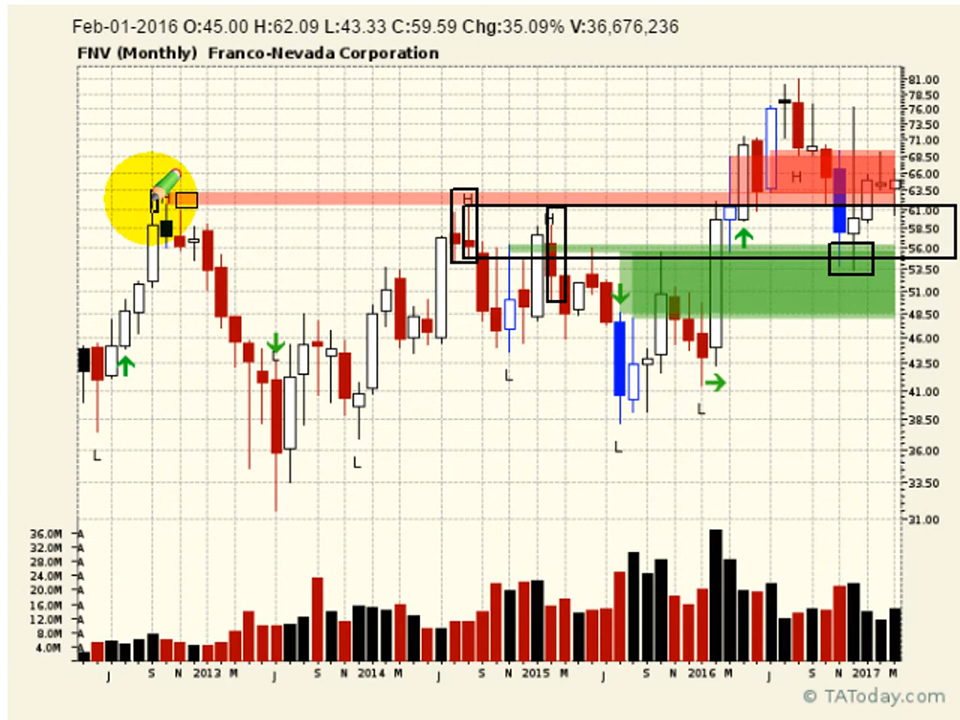 Feb-01-2016 O:45.00 H:62.09 L:43.33 C:59.59 Chg:35.09% V:36,676,236
FNV (Monthly) Franco-Nevada Corporation
81.00
78.50
76.00
73.50
71.00
68.50
66.00
63.50
61.00
58.50
56.00
53.50
51.00
48.50
46.00
43.50
41.00
38.50
36.00
33.50
31.00
H
H
H
L
L
L
L
L
36.0M
32.0M
28.0M
24.0M
20.0M
16.0M
12.0M
8.0M
4.0M
J S N 2013 M J S N 2014 M J S N 2015 M J S N 2016 M J S N 2017 M
© TAToday.com